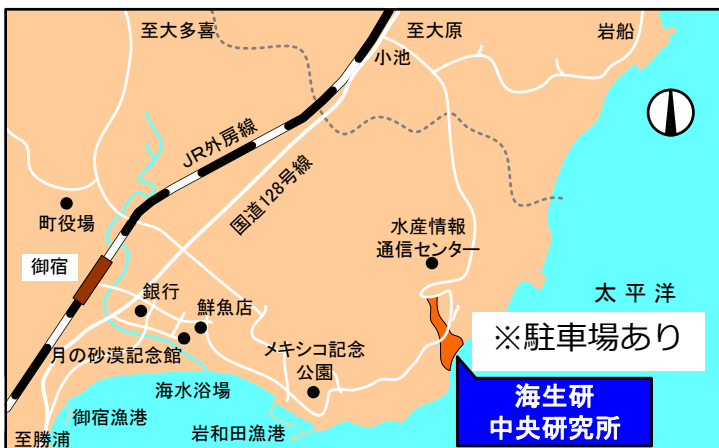 至大多喜
至大原
岩船
小池
JR外房線
国道128号線
町役場
水産情報
通信センター
御宿
太平洋
銀行
鮮魚店
※駐車場あり
月の砂漠記念館
メキシコ記念
公園
海水浴場
海生研
中央研究所
御宿漁港
岩和田漁港
至勝浦